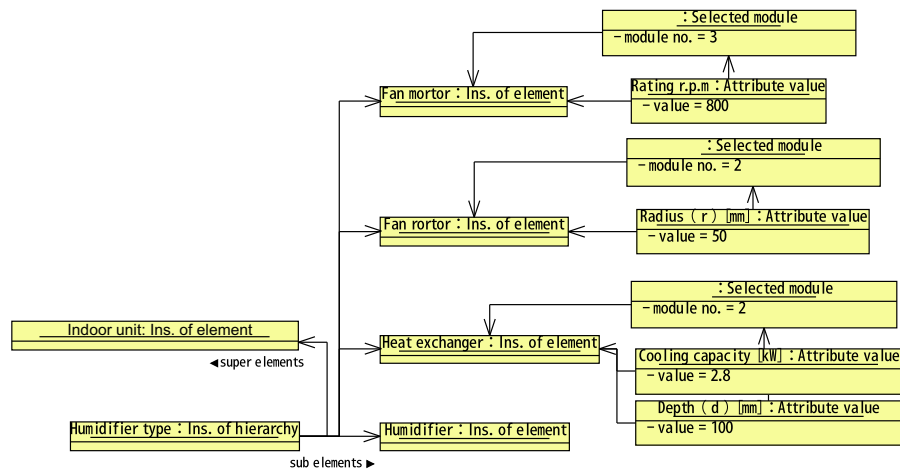 : Selected module
- module no. = 3
Fan mortor : Ins. of element
Rating r.p.m : Attribute value
- value = 800
: Selected module
- module no. = 2
Fan rortor : Ins. of element
Radius ( r ) [mm] : Attribute value
- value = 50
: Selected module
- module no. = 2
Indoor unit: Ins. of element
Heat exchanger : Ins. of element
Cooling capacity [kW] : Attribute value
- value = 2.8
◀ super elements
Depth ( d ) [mm] : Attribute value
- value = 100
Humidifier type : Ins. of hierarchy
Humidifier : Ins. of element
sub elements ▶